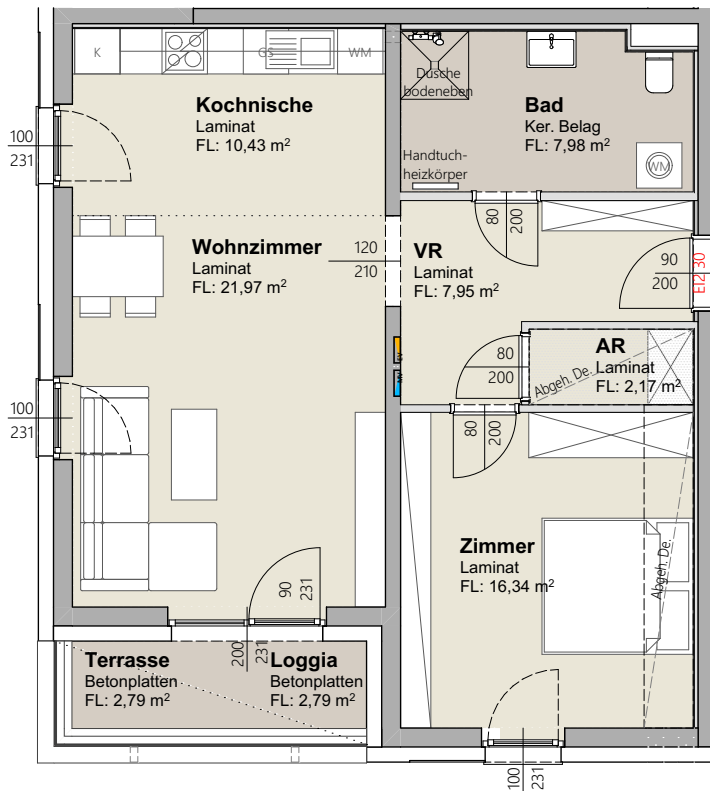 K
GS
WM
Dusche
bodeneben
Kochnische
Laminat
FL: 10,43 m²
Bad
Ker. Belag
FL: 7,98 m²
Handtuch-
heizkörper
WM
100
231
80
200
Wohnzimmer
Laminat
FL: 21,97 m²
120
210
VR
Laminat
FL: 7,95 m²
90
200
EI2 30
80
200
AR
Laminat
FL: 2,17 m²
Abgeh. De.
100
231
80
200
Zimmer
Laminat
FL: 16,34 m²
Abgeh. De.
90
231
200
231
Terrasse
Betonplatten
FL: 2,79 m²
Loggia
Betonplatten
FL: 2,79 m²
100
231